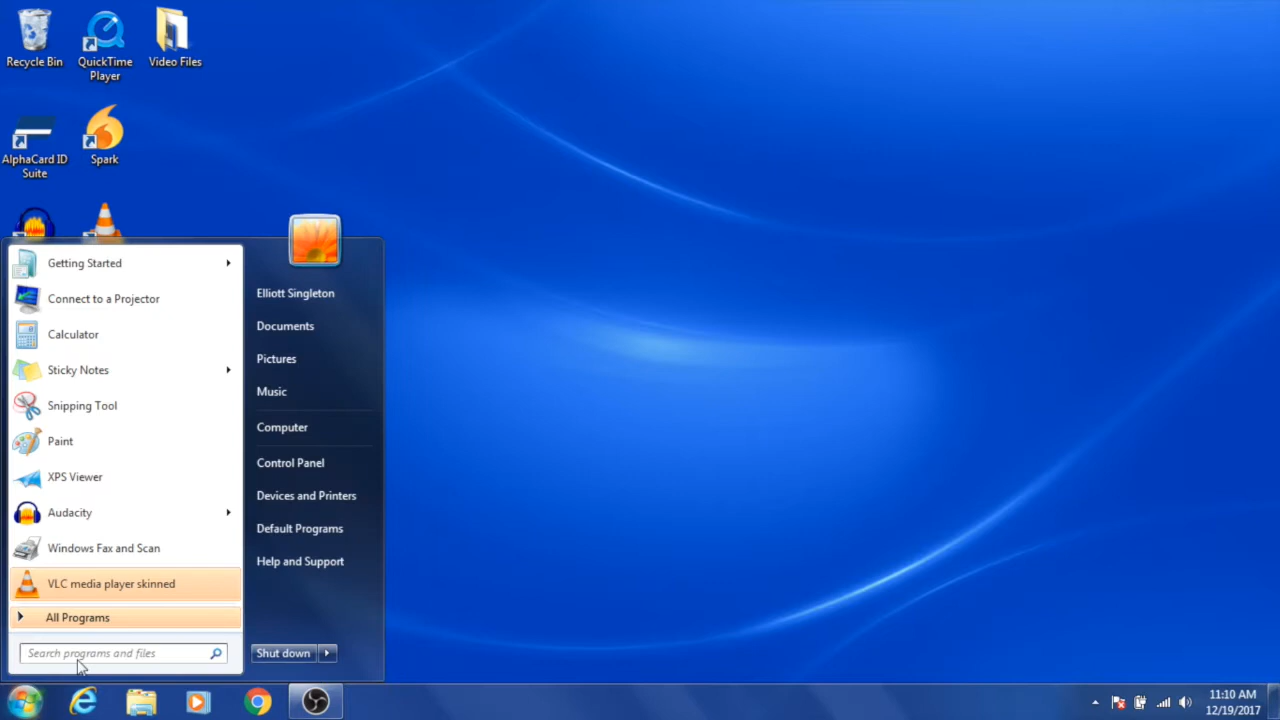 Recycle Bin
QuickTime
Player
Video Files
AlphaCard ID
Suite
Spark
Getting Started
Connect to a Projector
Calculator
Sticky Notes
Snipping Tool
Paint
XPS Viewer
Audacity
Windows Fax and Scan
VLC media player skinned
All Programs
Search programs and files
Elliott Singleton
Documents
Pictures
Music
Computer
Control Panel
Devices and Printers
Default Programs
Help and Support
Shut down
11:10 AM
12/19/2017